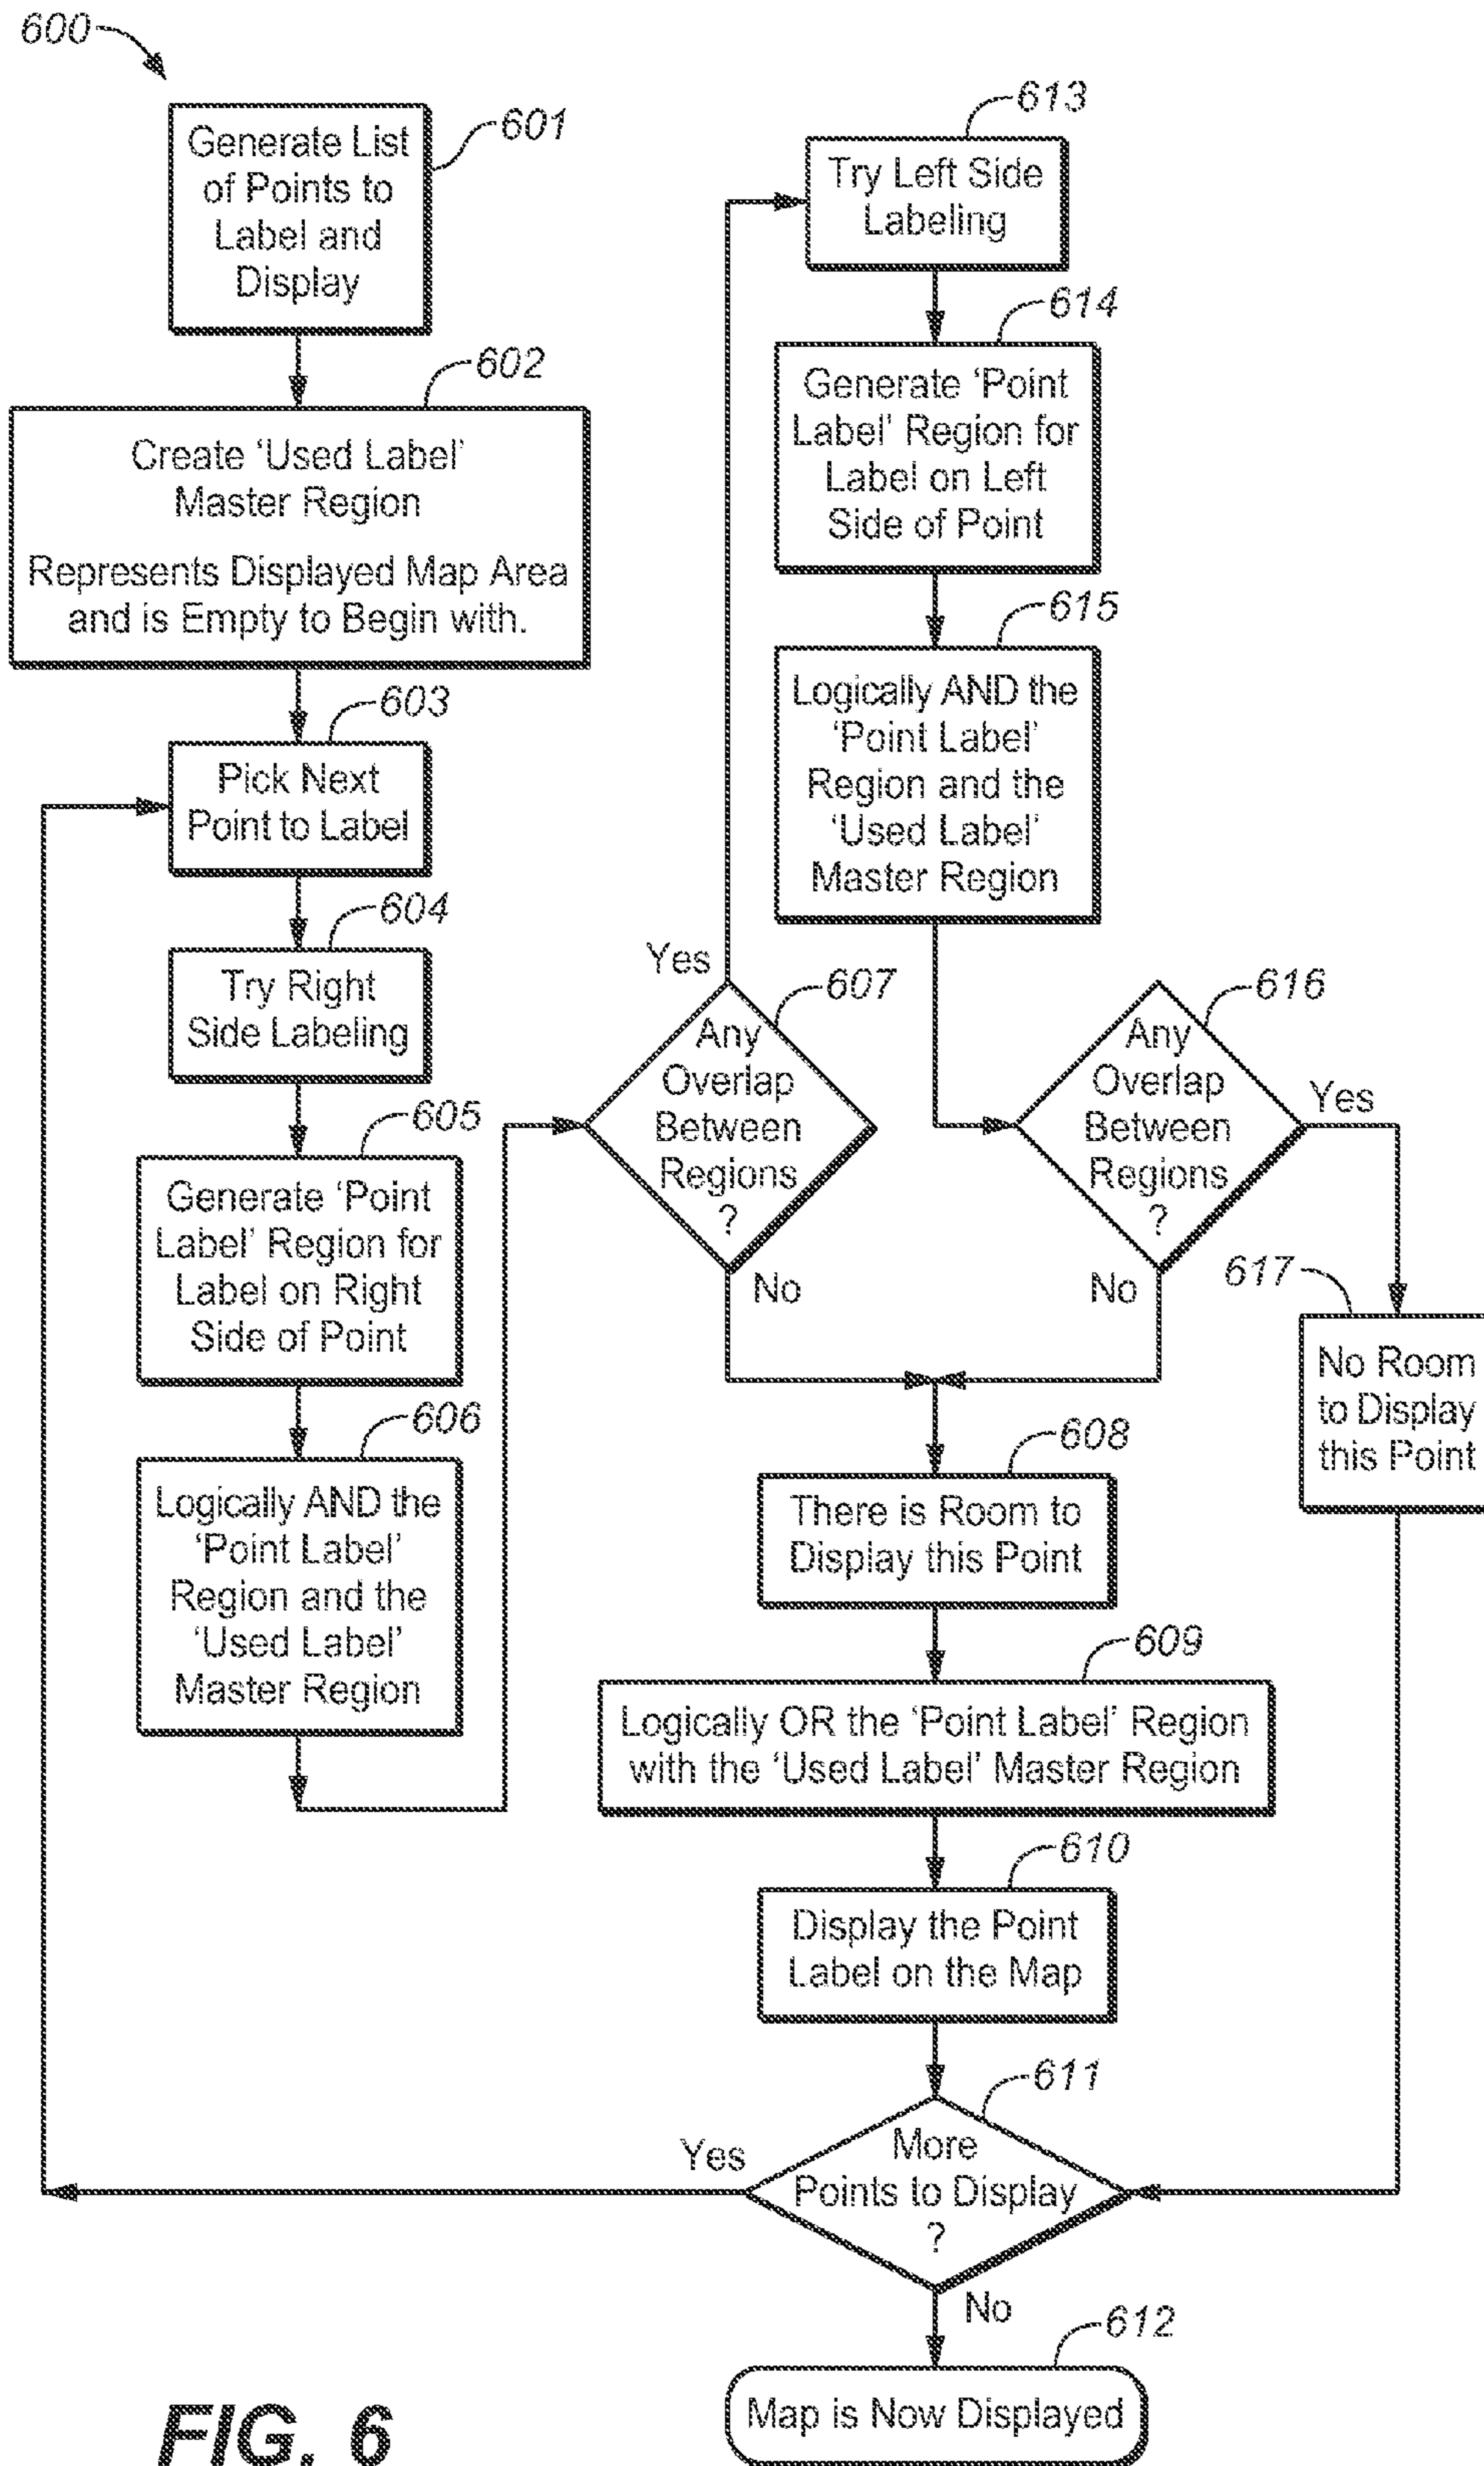 600
601
Generate List
of Points to
Label and
Display
602
Create ‘Used Label’
Master Region
Represents Displayed Map Area
and is Empty to Begin with.
603
Pick Next
Point to Label
604
Try Right
Side Labeling
605
Generate ‘Point
Label’ Region for
Label on Right
Side of Point
606
Logically AND the
‘Point Label’
Region and the
‘Used Label’
Master Region
607
Any
Overlap
Between
Regions
?
Yes
No
613
Try Left Side
Labeling
614
Generate ‘Point
Label’ Region for
Label on Left
Side of Point
615
Logically AND the
‘Point Label’
Region and the
‘Used Label’
Master Region
616
Any
Overlap
Between
Regions
?
Yes
No
617
No Room
to Display
this Point
608
There is Room to
Display this Point
609
Logically OR the ‘Point Label’ Region
with the ‘Used Label’ Master Region
610
Display the Point
Label on the Map
611
More
Points to Display
?
Yes
No
612
Map is Now Displayed
FIG. 6